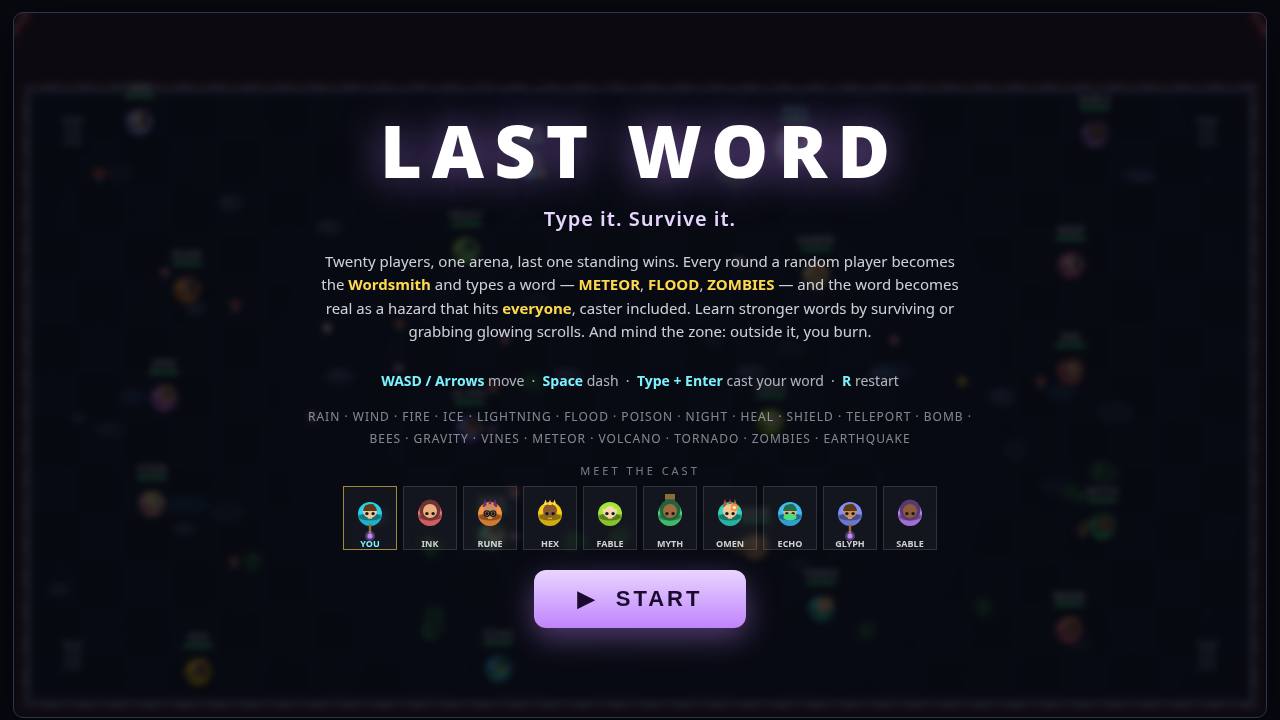 LAST WORD
Type it. Survive it.
Twenty players, one arena, last one standing wins. Every round a random player becomes
the Wordsmith and types a word — METEOR, FLOOD, ZOMBIES — and the word becomes
real as a hazard that hits everyone, caster included. Learn stronger words by surviving or
grabbing glowing scrolls. And mind the zone: outside it, you burn.
WASD / Arrows move · Space dash · Type + Enter cast your word · R restart
RAIN · WIND · FIRE · ICE · LIGHTNING · FLOOD · POISON · NIGHT · HEAL · SHIELD · TELEPORT · BOMB ·
BEES · GRAVITY · VINES · METEOR · VOLCANO · TORNADO · ZOMBIES · EARTHQUAKE
MEET THE CAST
YOU INK RUNE HEX FABLE MYTH OMEN ECHO GLYPH SABLE
▶ START